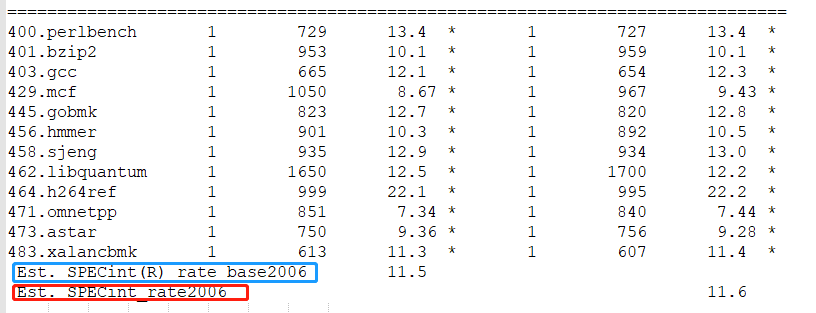 ==============================================================================
400.perlbench 1 729 13.4 * 1 727 13.4 *
401.bzip2 1 953 10.1 * 1 959 10.1 *
403.gcc 1 665 12.1 * 1 654 12.3 *
429.mcf 1 1050 8.67 * 1 967 9.43 *
445.gobmk 1 823 12.7 * 1 820 12.8 *
456.hmmer 1 901 10.3 * 1 892 10.5 *
458.sjeng 1 935 12.9 * 1 934 13.0 *
462.libquantum 1 1650 12.5 * 1 1700 12.2 *
464.h264ref 1 999 22.1 * 1 995 22.2 *
471.omnetpp 1 851 7.34 * 1 840 7.44 *
473.astar 1 750 9.36 * 1 756 9.28 *
483.xalancbmk 1 613 11.3 * 1 607 11.4 *
Est. SPECint(R) rate base2006 11.5
Est. SPECint_rate2006 11.6